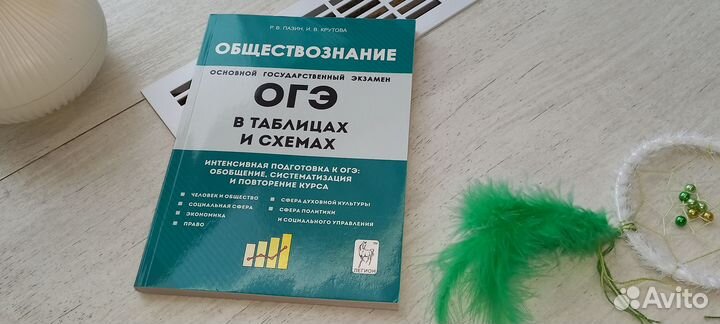 Р. В. ПАЗИН, И. В. КРУТОВА
ОБЩЕСТВОЗНАНИЕ
ОСНОВНОЙ ГОСУДАРСТВЕННЫЙ ЭКЗАМЕН
ОГЭ
В ТАБЛИЦАХ
И СХЕМАХ
ИНТЕНСИВНАЯ ПОДГОТОВКА К ОГЭ:
ОБОБЩЕНИЕ, СИСТЕМАТИЗАЦИЯ
И ПОВТОРЕНИЕ КУРСА
ЧЕЛОВЕК И ОБЩЕСТВО
СОЦИАЛЬНАЯ СФЕРА
ЭКОНОМИКА
ПРАВО
СФЕРА ДУХОВНОЙ КУЛЬТУРЫ
СФЕРА ПОЛИТИКИ
И СОЦИАЛЬНОГО УПРАВЛЕНИЯ
ЛЕГИОН
Avito